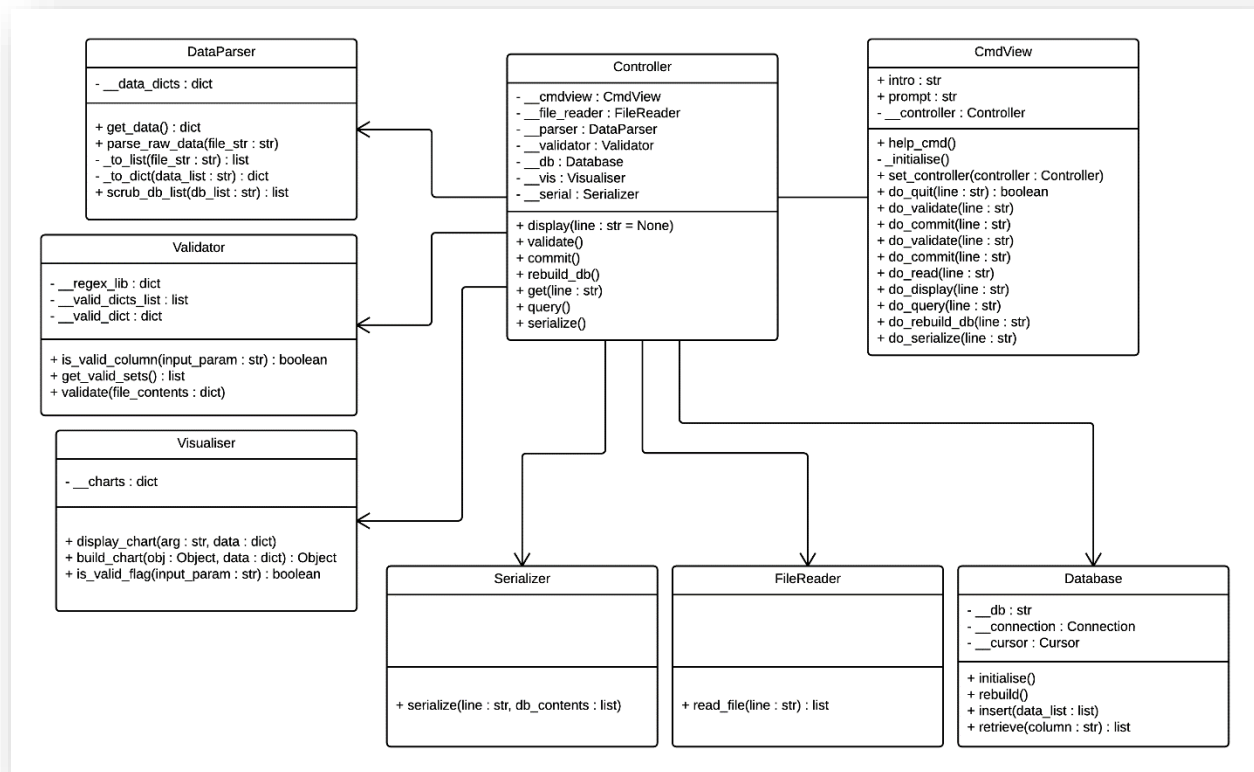 DataParser
- __data_dicts : dict
+ get_data() : dict
+ parse_raw_data(file_str : str)
- _to_list(file_str : str) : list
- _to_dict(data_list : str) : dict
+ scrub_db_list(db_list : str) : list
Controller
- __cmdview : CmdView
- __file_reader : FileReader
- __parser : DataParser
- __validator : Validator
- __db : Database
- __vis : Visualiser
- __serial : Serializer
+ display(line : str = None)
+ validate()
+ commit()
+ rebuild_db()
+ get(line : str)
+ query()
+ serialize()
CmdView
+ intro : str
+ prompt : str
- __controller : Controller
+ help_cmd()
- _initialise()
+ set_controller(controller : Controller)
+ do_quit(line : str) : boolean
+ do_validate(line : str)
+ do_commit(line : str)
+ do_validate(line : str)
+ do_commit(line : str)
+ do_read(line : str)
+ do_display(line : str)
+ do_query(line : str)
+ do_rebuild_db(line : str)
+ do_serialize(line : str)
Validator
- __regex_lib : dict
- __valid_dicts_list : list
- __valid_dict : dict
+ is_valid_column(input_param : str) : boolean
+ get_valid_sets() : list
+ validate(file_contents : dict)
Visualiser
- __charts : dict
+ display_chart(arg : str, data : dict)
+ build_chart(obj : Object, data : dict) : Object
+ is_valid_flag(input_param : str) : boolean
Serializer
+ serialize(line : str, db_contents : list)
FileReader
+ read_file(line : str) : list
Database
- __db : str
- __connection : Connection
- __cursor : Cursor
+ initialise()
+ rebuild()
+ insert(data_list : list)
+ retrieve(column : str) : list